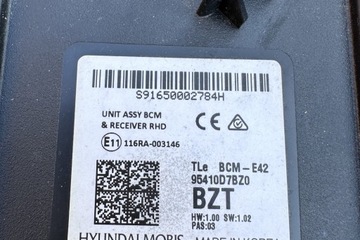 S91650002784H
UNIT ASSY BCM
& RECEIVER RHD
CE
E11 116RA-003146
TLe BCM-E42
95410D7BZ0
BZT
HW:1.00 SW:1.02
PAS:03
HYUNDAI MOBIS MADE IN KOREA